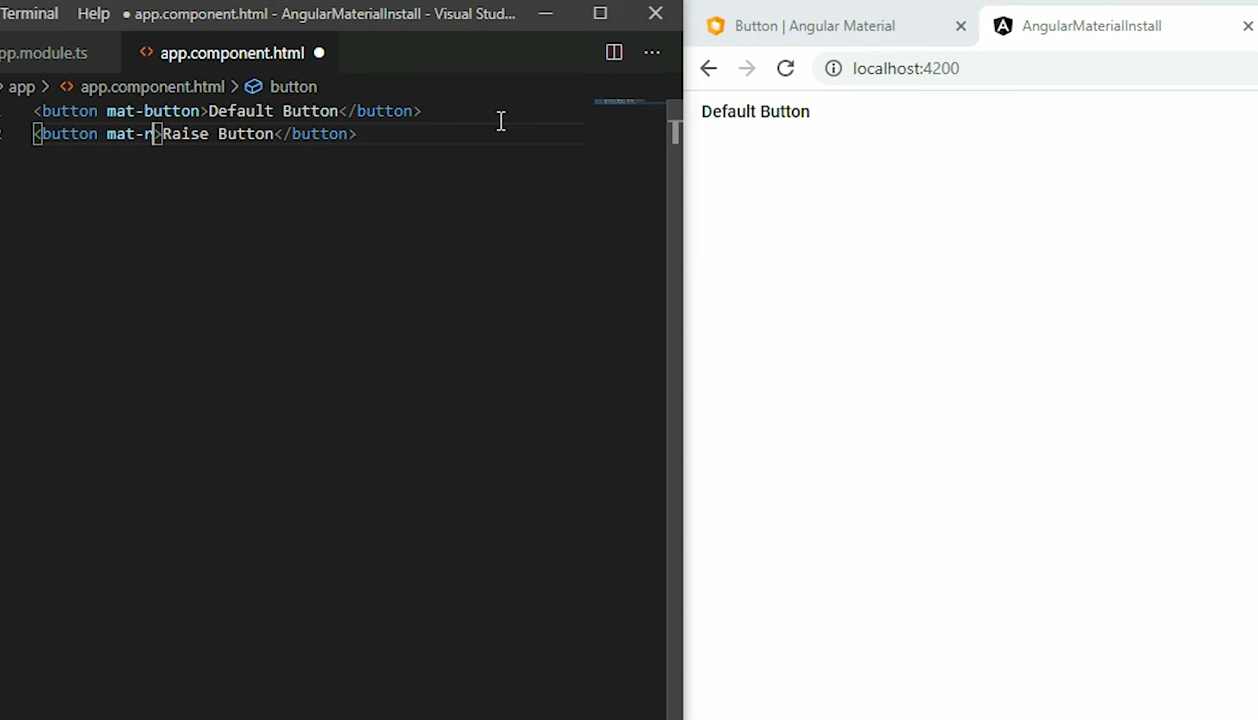 Terminal Help ● app.component.html - AngularMaterialInstall - Visual Stud...
pp.module.ts <> app.component.html ● ...
> app > <> app.component.html > button
<button mat-button>Default Button</button>
2 <button mat-r>Raise Button</button>
Button | Angular Material
AngularMaterialInstall
localhost:4200
Default Button